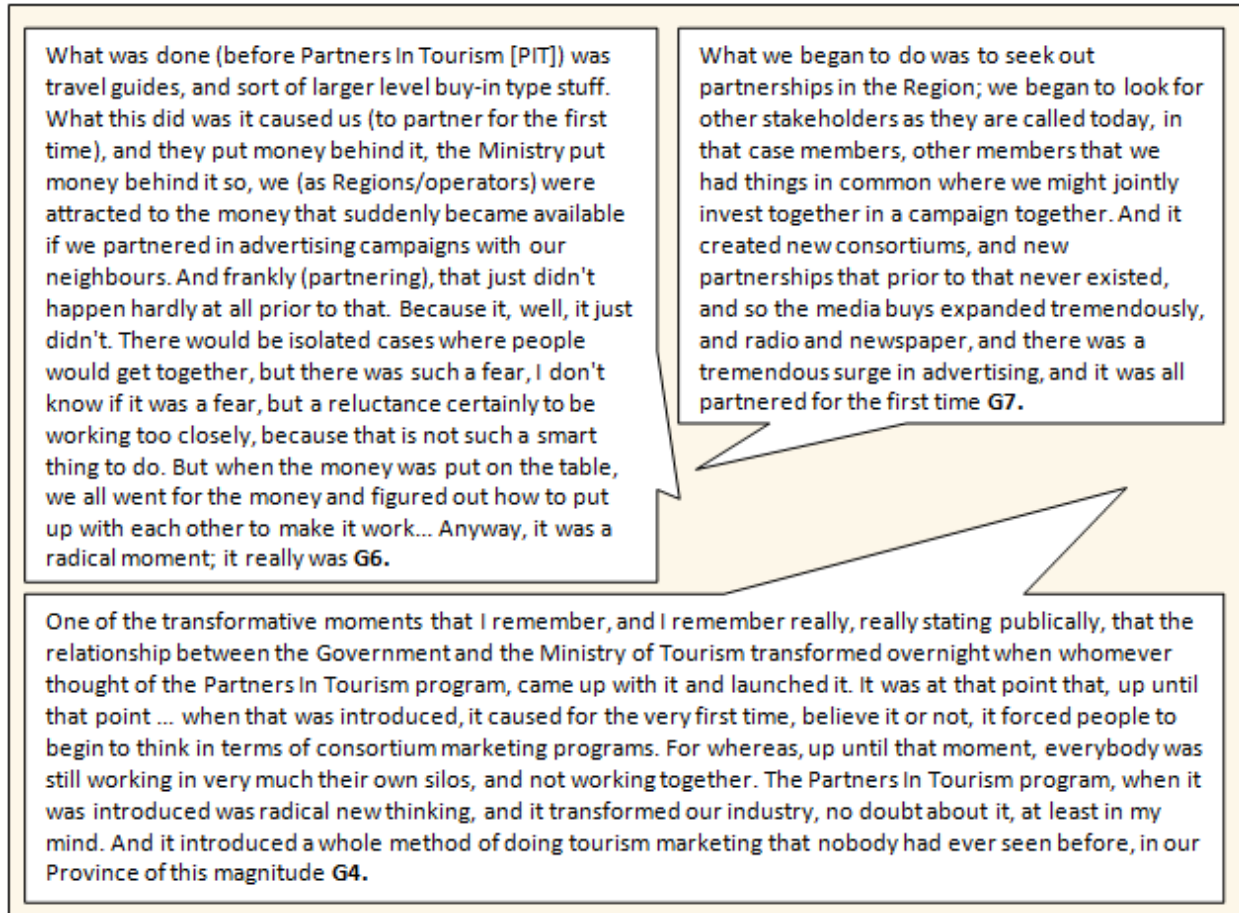 What was done (before Partners In Tourism [PIT]) was
travel guides, and sort of larger level buy-in type stuff.
What this did was it caused us (to partner for the first
time), and they put money behind it, the Ministry put
money behind it so, we (as Regions/operators) were
attracted to the money that suddenly became available
if we partnered in advertising campaigns with our
neighbours. And frankly (partnering), that just didn't
happen hardly at all prior to that. Because it, well, it just
didn't. There would be isolated cases where people
would get together, but there was such a fear, I don't
know if it was a fear, but a reluctance certainly to be
working too closely, because that is not such a smart
thing to do. But when the money was put on the table,
we all went for the money and figured out how to put
up with each other to make it work... Anyway, it was a
radical moment; it really was G6.
What we began to do was to seek out
partnerships in the Region; we began to look for
other stakeholders as they are called today, in
that case members, other members that we
had things in common where we might jointly
invest together in a campaign together. And it
created new consortiums, and new
partnerships that prior to that never existed,
and so the media buys expanded tremendously,
and radio and newspaper, and there was a
tremendous surge in advertising, and it was all
partnered for the first time G7.
One of the transformative moments that I remember, and I remember really, really stating publically, that the
relationship between the Government and the Ministry of Tourism transformed overnight when whomever
thought of the Partners In Tourism program, came up with it and launched it. It was at that point that, up until
that point ... when that was introduced, it caused for the very first time, believe it or not, it forced people to
begin to think in terms of consortium marketing programs. For whereas, up until that moment, everybody was
still working in very much their own silos, and not working together. The Partners In Tourism program, when it
was introduced was radical new thinking, and it transformed our industry, no doubt about it, at least in my
mind. And it introduced a whole method of doing tourism marketing that nobody had ever seen before, in our
Province of this magnitude G4.